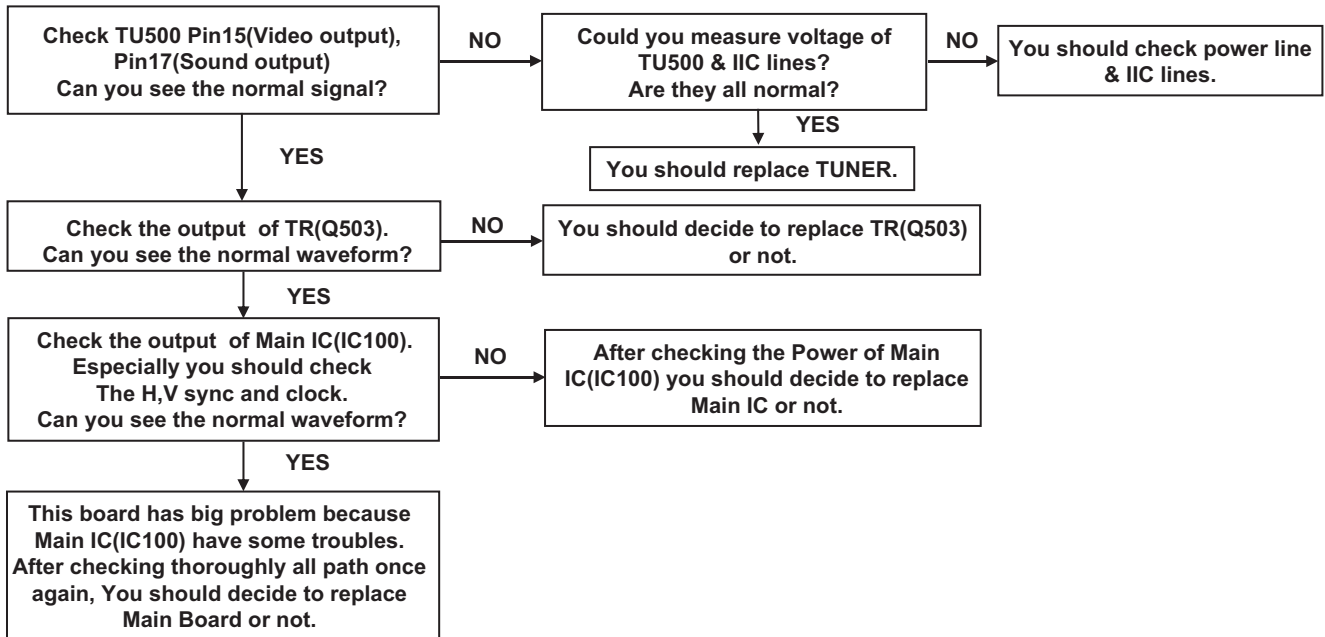 Check TU500 Pin15(Video output),
Pin17(Sound output)
Can you see the normal signal?
NO
Could you measure voltage of
TU500 & IIC lines?
Are they all normal?
NO
You should check power line
& IIC lines.
YES
You should replace TUNER.
YES
Check the output of TR(Q503).
Can you see the normal waveform?
NO
You should decide to replace TR(Q503)
or not.
YES
Check the output of Main IC(IC100).
Especially you should check
The H,V sync and clock.
Can you see the normal waveform?
NO
After checking the Power of Main
IC(IC100) you should decide to replace
Main IC or not.
YES
This board has big problem because
Main IC(IC100) have some troubles.
After checking thoroughly all path once
again, You should decide to replace
Main Board or not.